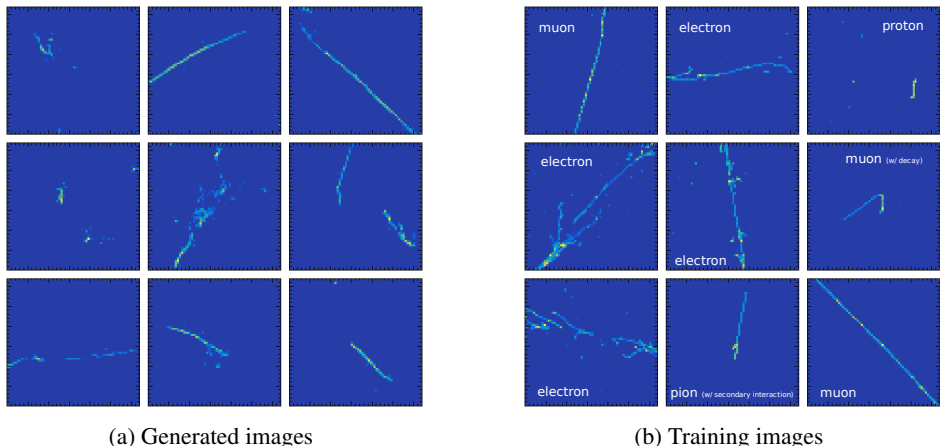 muon
electron
proton
electron
electron
muon (w/ decay)
electron
pion (w/ secondary interaction)
muon
(a) Generated images
(b) Training images